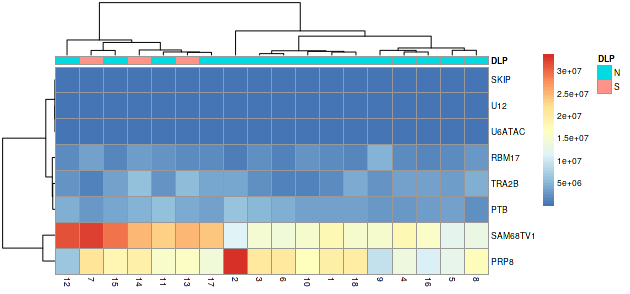 DLP
SKIP
U12
U6ATAC
RBM17
TRA2B
PTB
SAM68TV1
PRP8
12 7 15 14 11 13 17 2 3 6 10 1 18 9 4 16 5 8
3e+07
2.5e+07
2e+07
1.5e+07
1e+07
5e+06
DLP
N
S